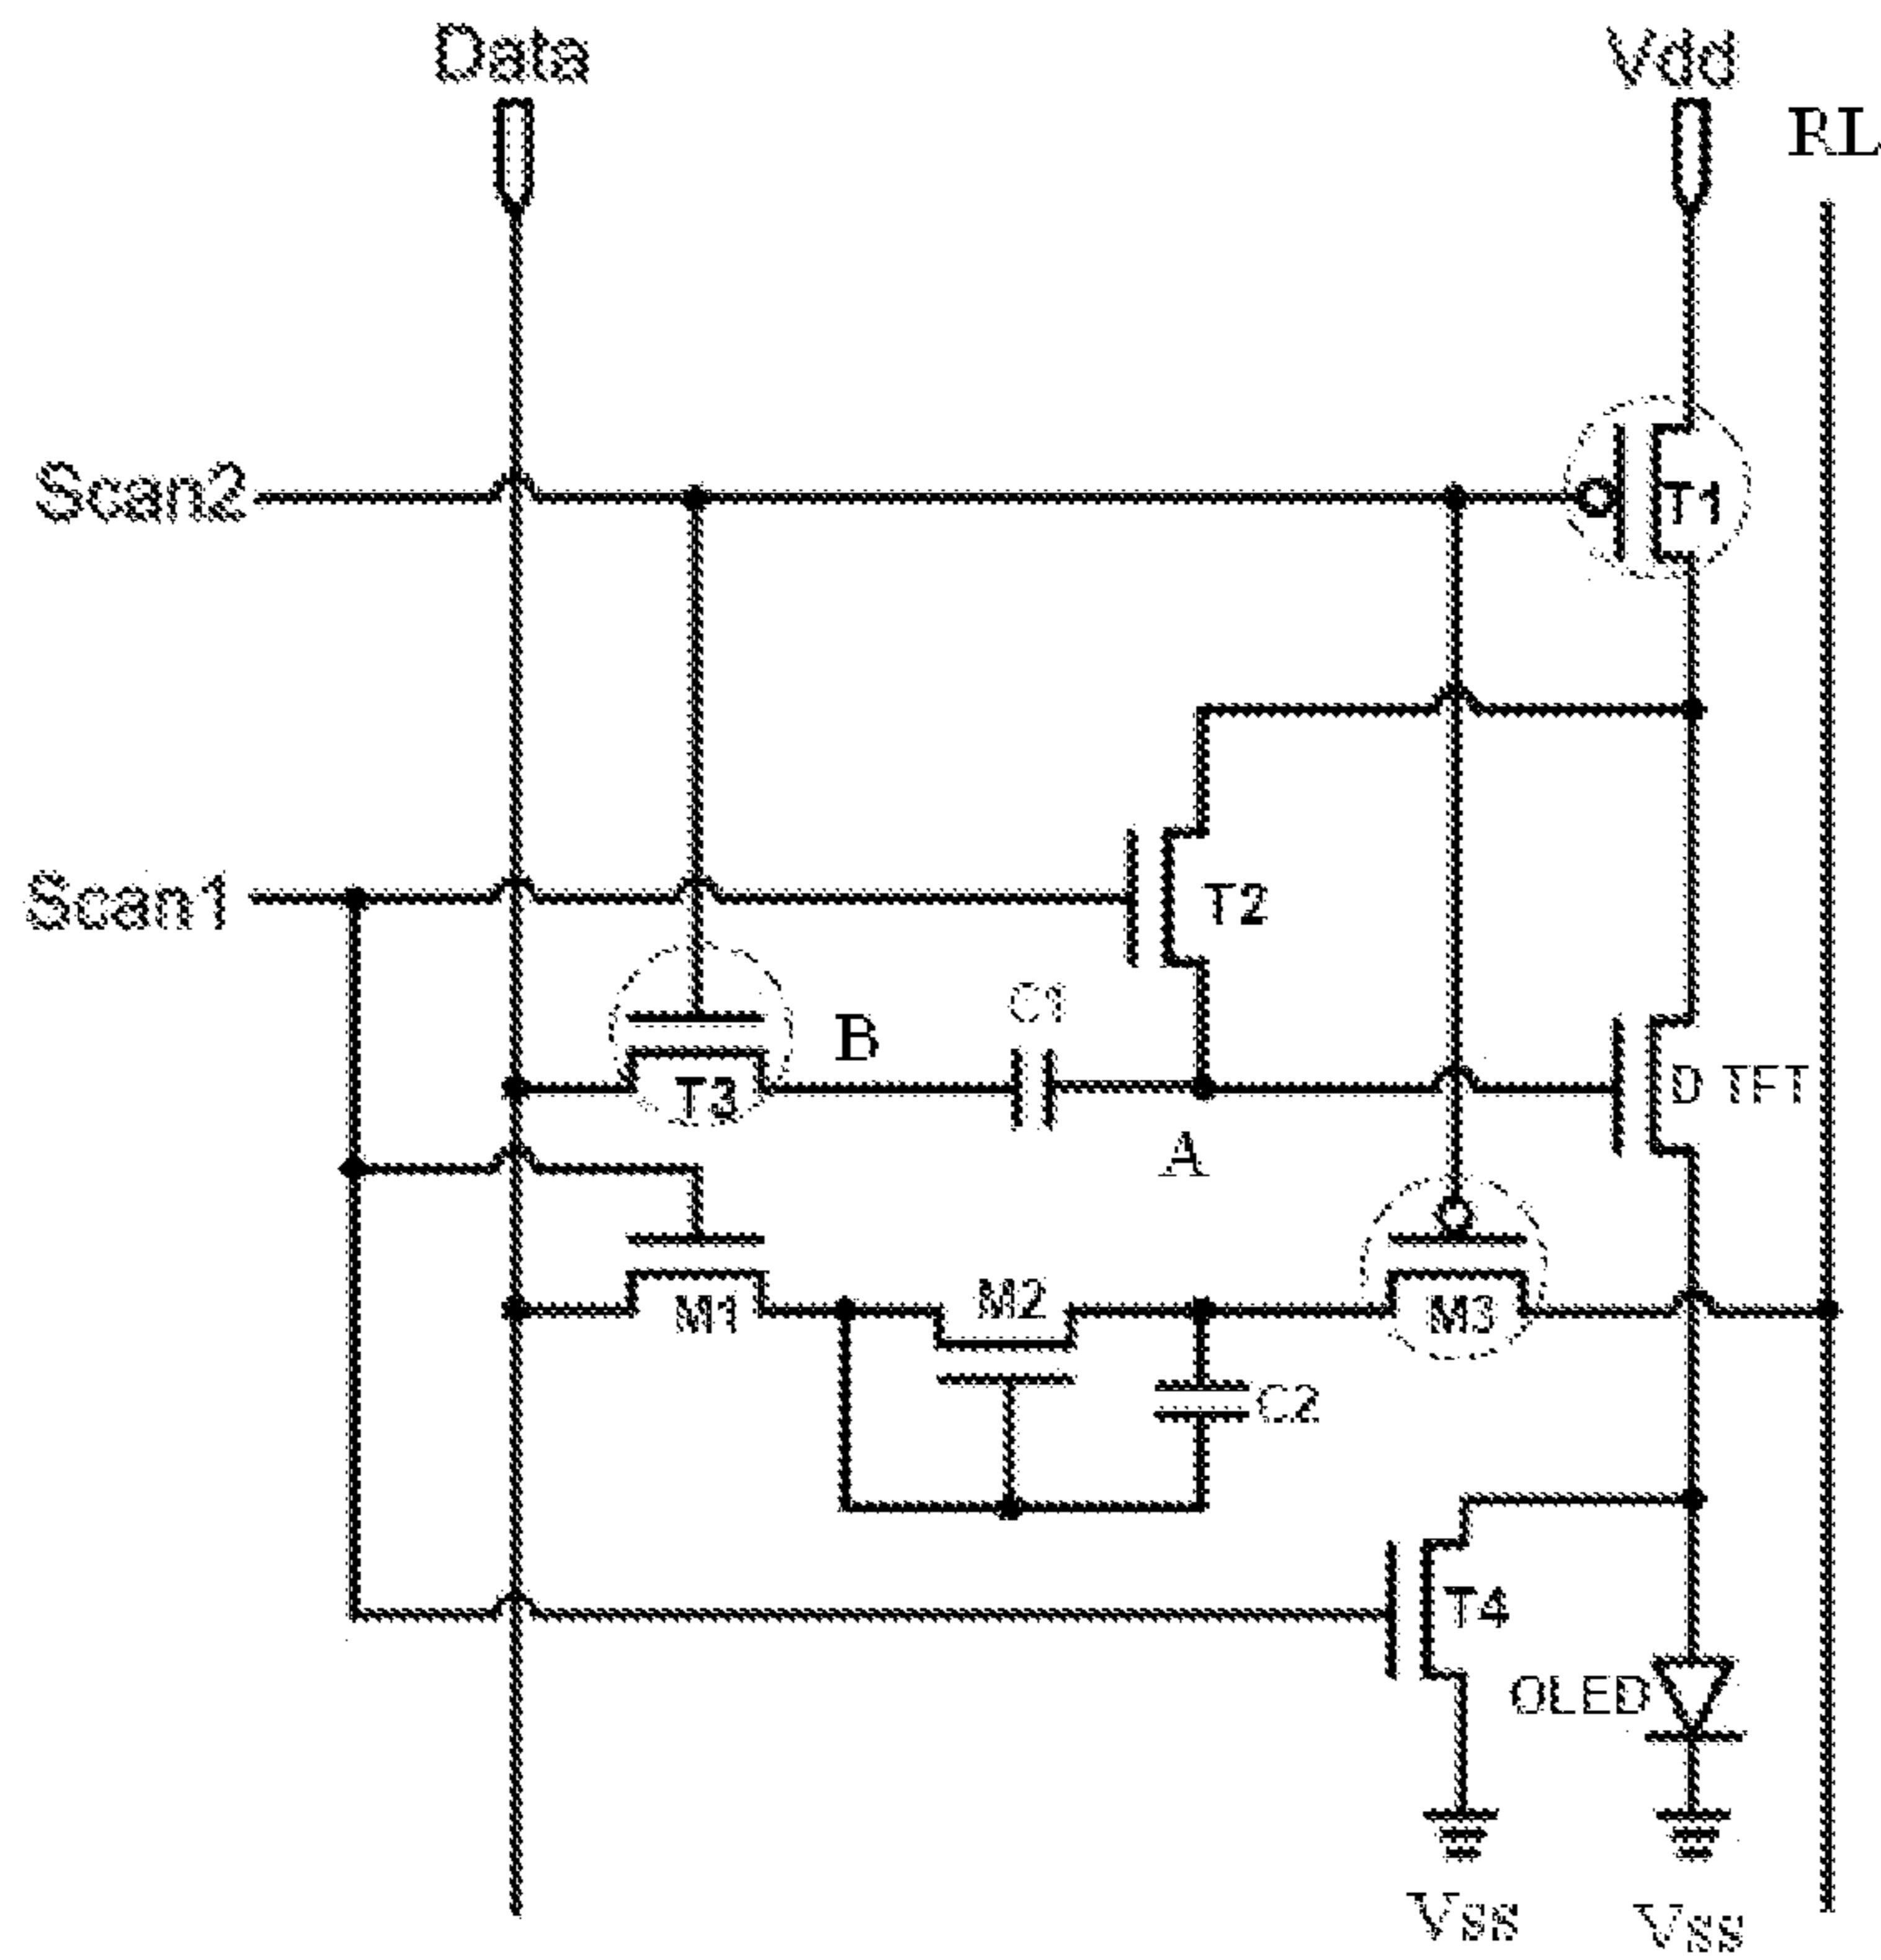 Data
Vdd
RL
Scan2
T1
Scan1
T2
C1
B
T3
D TFT
A
M1
M2
M3
C2
T4
OLED
Vss
Vss